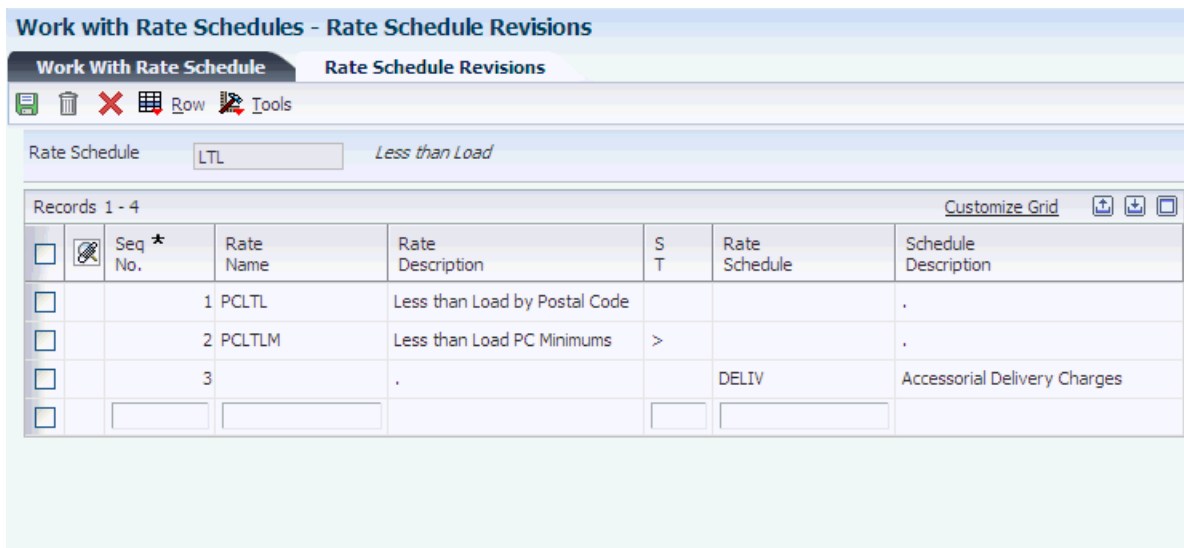 Work with Rate Schedules - Rate Schedule Revisions
Work With Rate Schedule Rate Schedule Revisions
Row Tools
Rate Schedule LTL Less than Load
Records 1 - 4 Customize Grid
Seq * Rate Rate S Rate Schedule
No. Name Description T Schedule Description
1 PCLTL Less than Load by Postal Code .
2 PCLTLM Less than Load PC Minimums > .
3 . DELIV Accessorial Delivery Charges